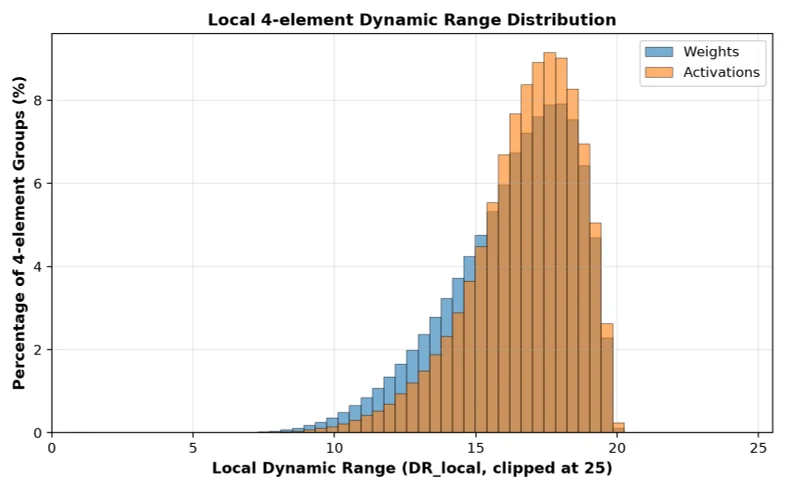 Local 4-element Dynamic Range Distribution
Weights
Activations
Percentage of 4-element Groups (%)
8
6
4
2
0
0 5 10 15 20 25
Local Dynamic Range (DR_local, clipped at 25)